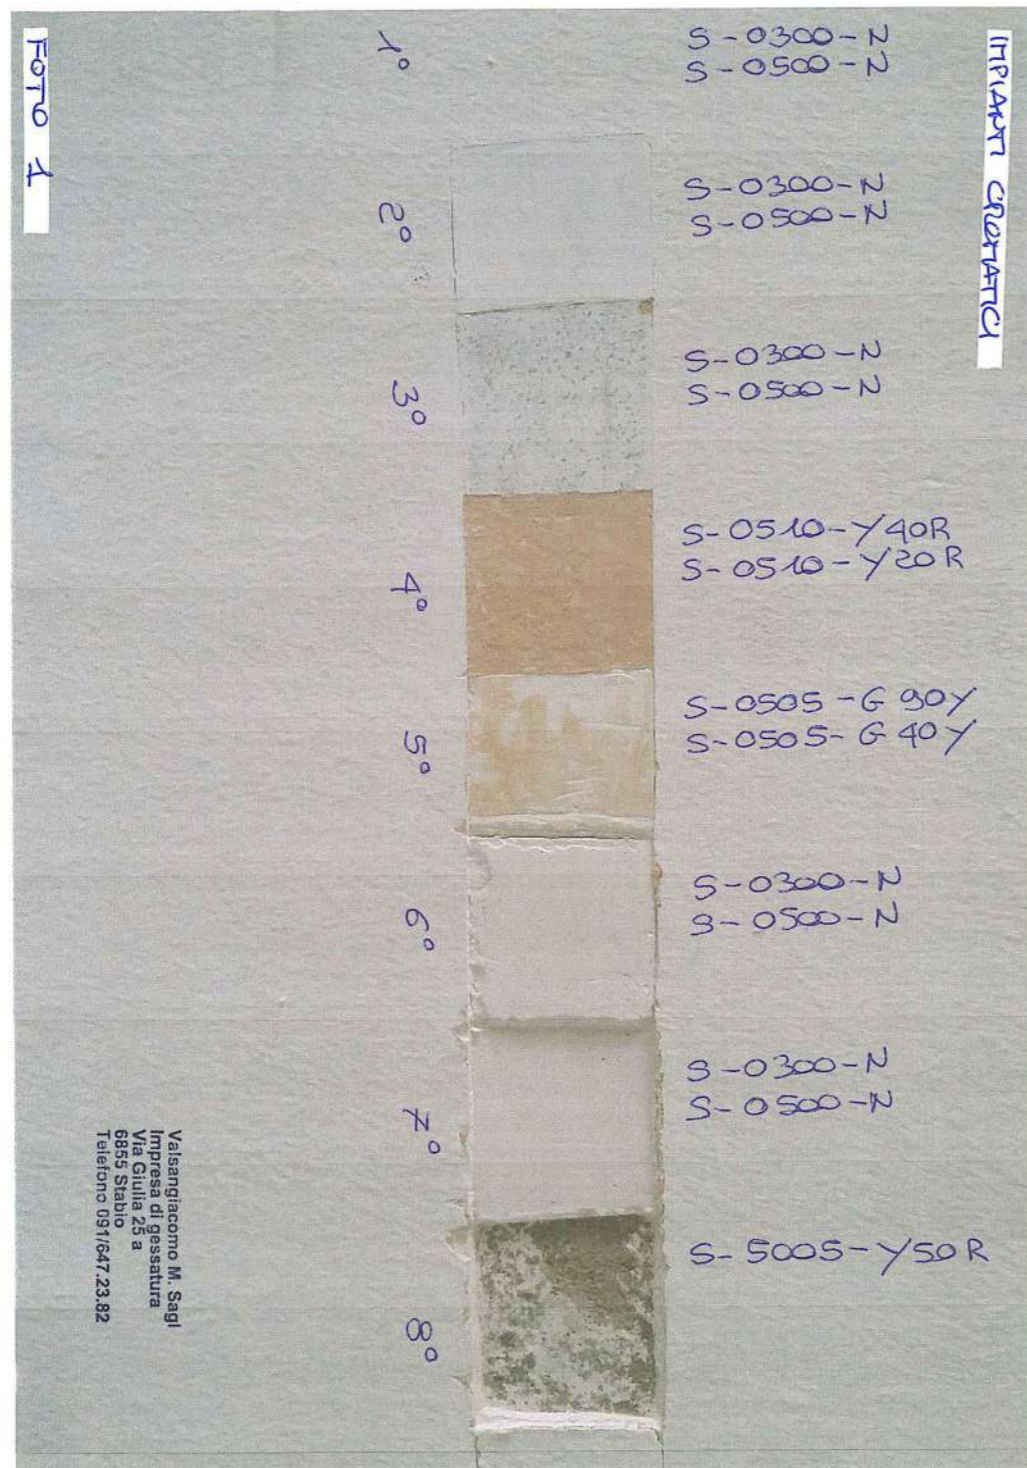 IMPIANTI CROMATICI
FOTO 1
1°
S-0300-N
S-0500-N
2°
S-0300-N
S-0500-N
3°
S-0300-N
S-0500-N
4°
S-0510-Y40R
S-0510-Y20R
5°
S-0505-G90Y
S-0505-G40Y
6°
S-0300-N
S-0500-N
7°
S-0300-N
S-0500-N
8°
S-5005-Y50R
Valsangiacomo M. Sagl
Impresa di gessatura
Via Giulia 25 a
6855 Stabio
Telefono 091/647.23.82